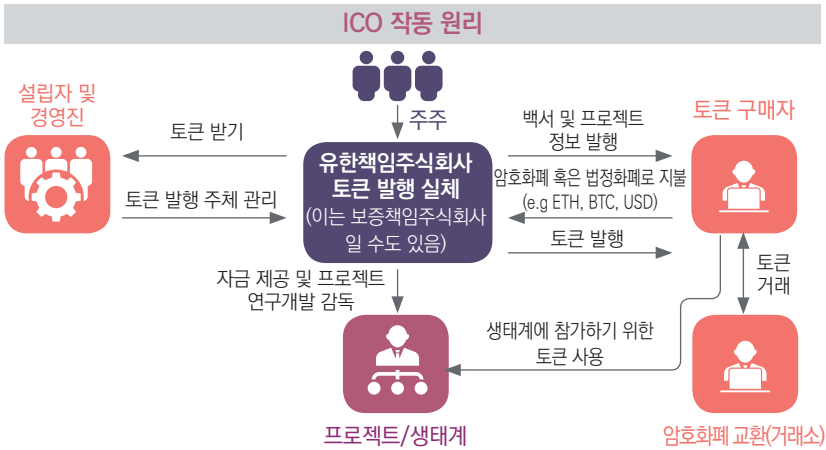 ICO 작동 원리
설립자 및
경영진
주주
토큰 구매자
토큰 받기
백서 및 프로젝트
정보 발행
유한책임주식회사
토큰 발행 실체
(이는 보증책임주식회사
일 수도 있음)
암호화폐 혹은 법정화폐로 지불
(e.g ETH, BTC, USD)
토큰 발행 주체 관리
토큰 발행
자금 제공 및 프로젝트
연구개발 감독
토큰
거래
생태계에 참가하기 위한
토큰 사용
프로젝트/생태계
암호화폐 교환(거래소)